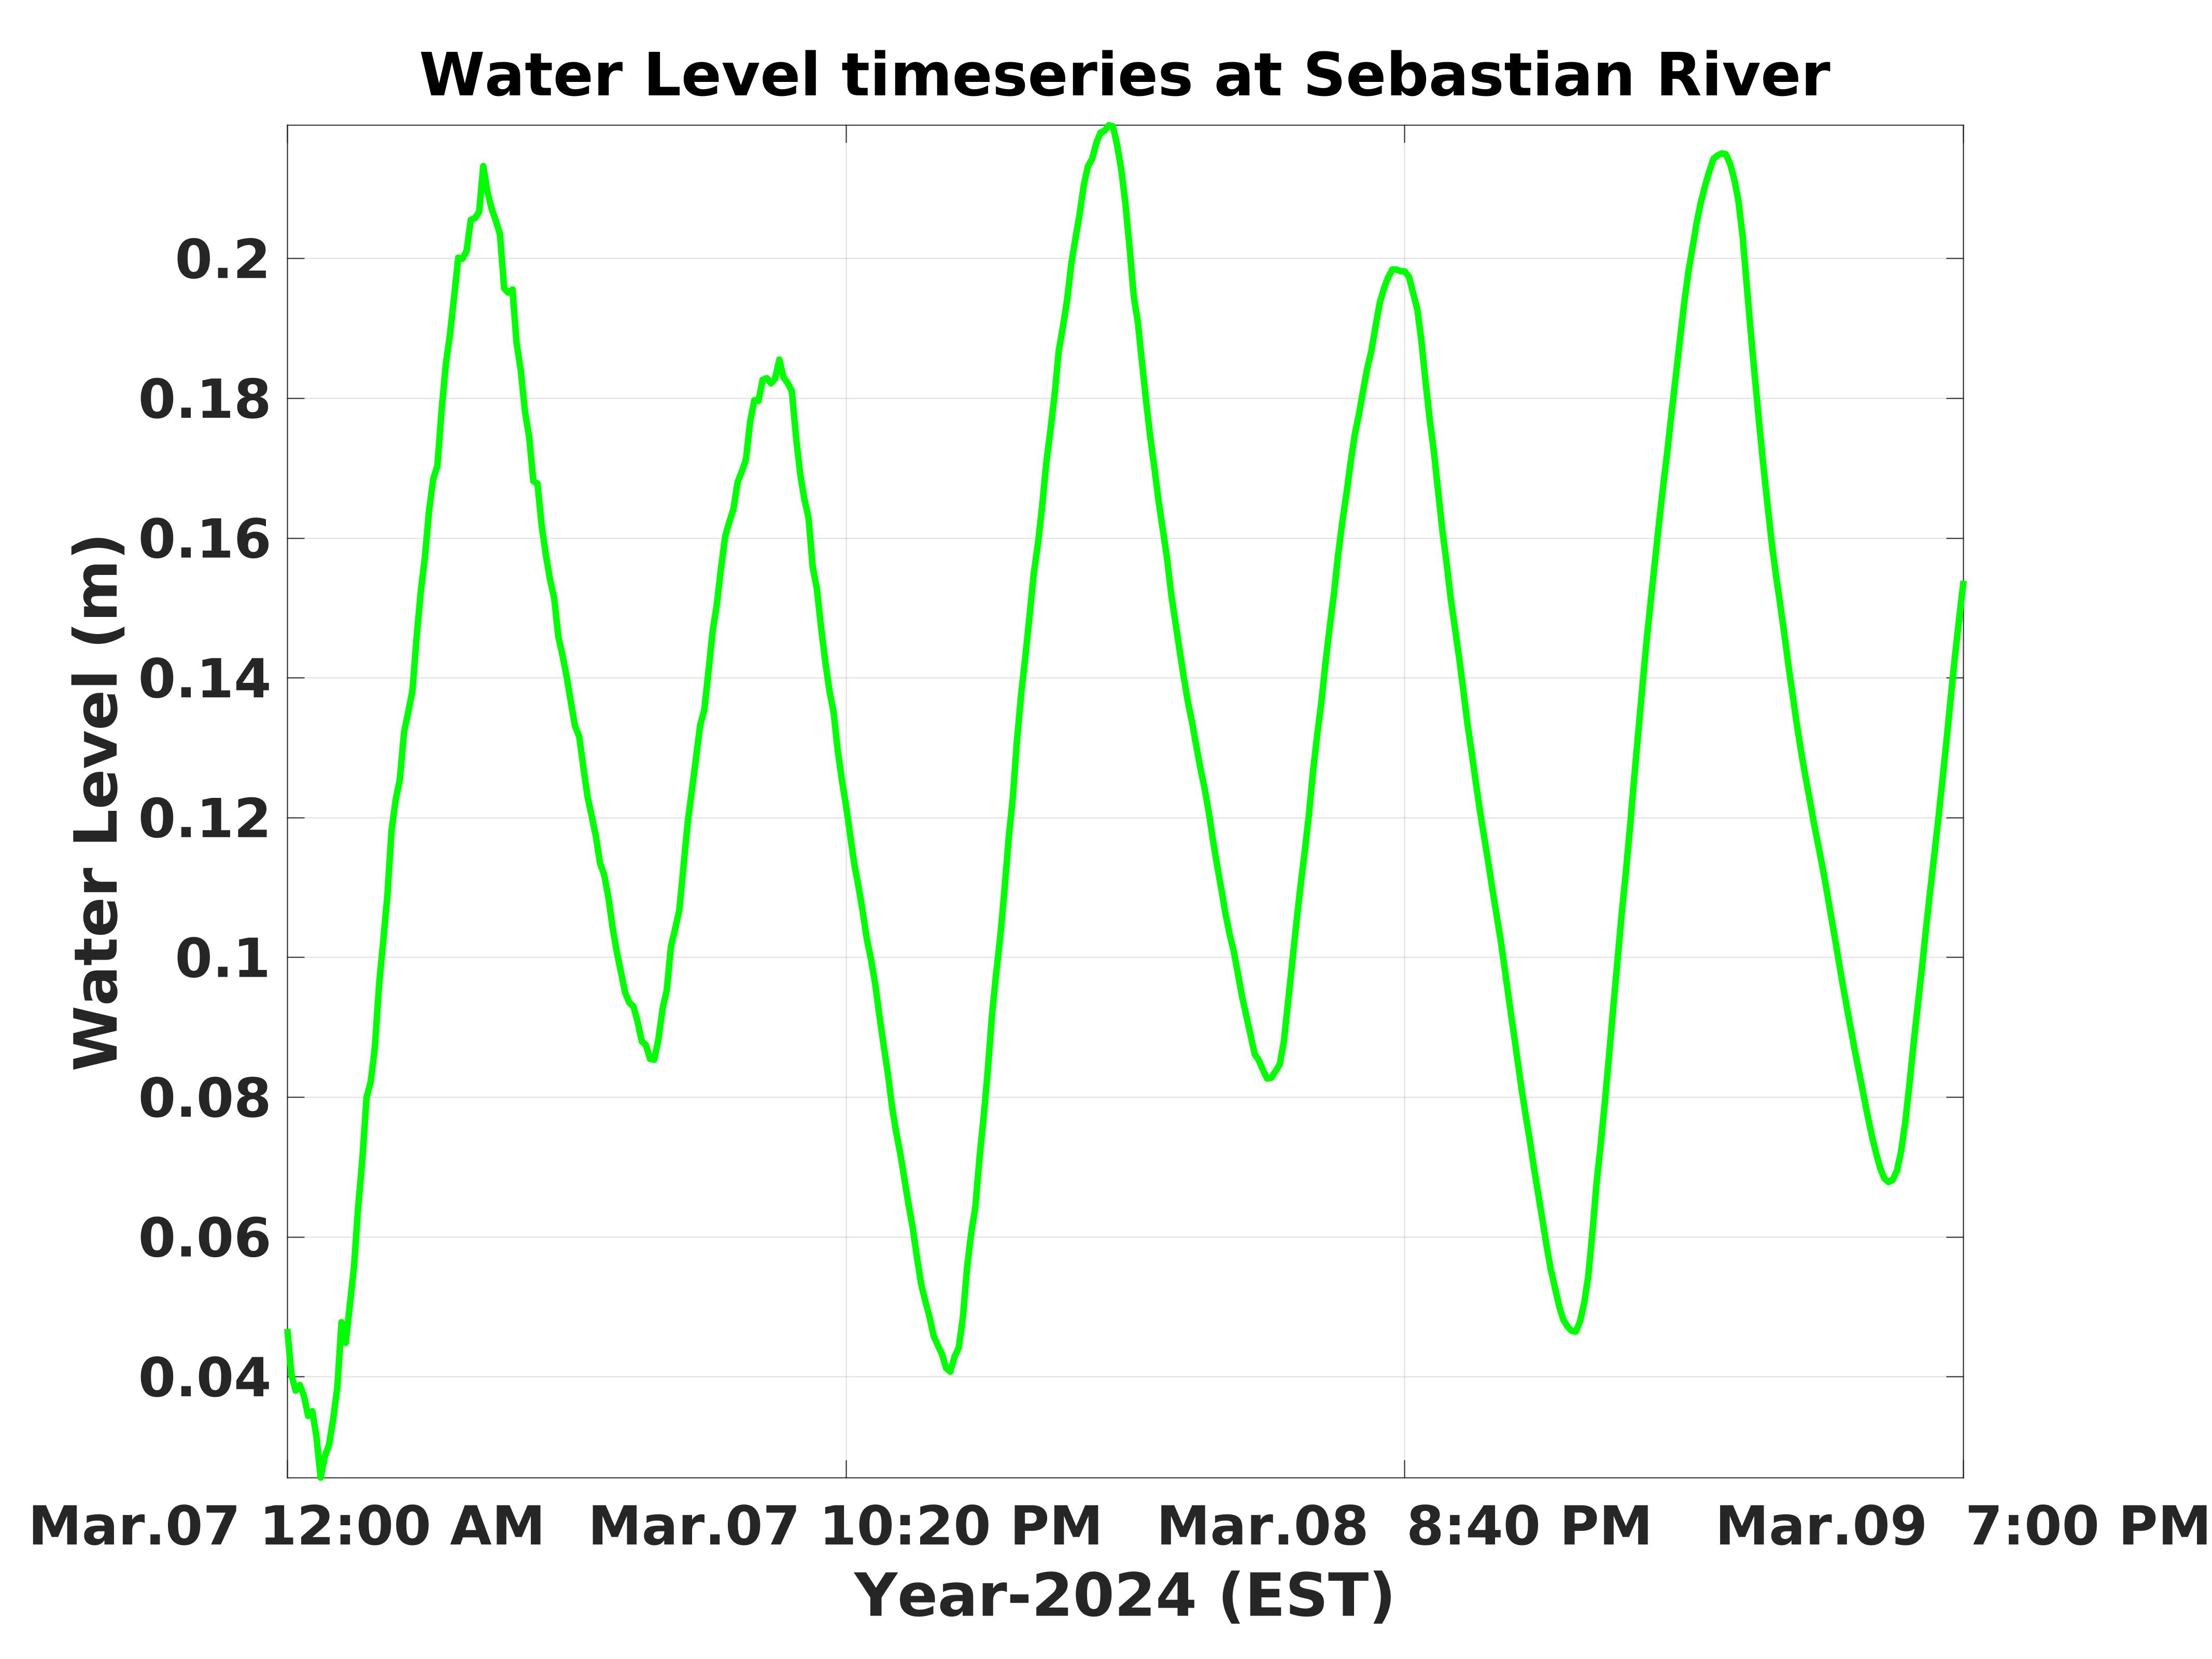 Water Level timeseries at Sebastian River
Water Level (m)
0.2
0.18
0.16
0.14
0.12
0.1
0.08
0.06
0.04
Mar.07 12:00 AM Mar.07 10:20 PM Mar.08 8:40 PM Mar.09 7:00 PM
Year-2024 (EST)